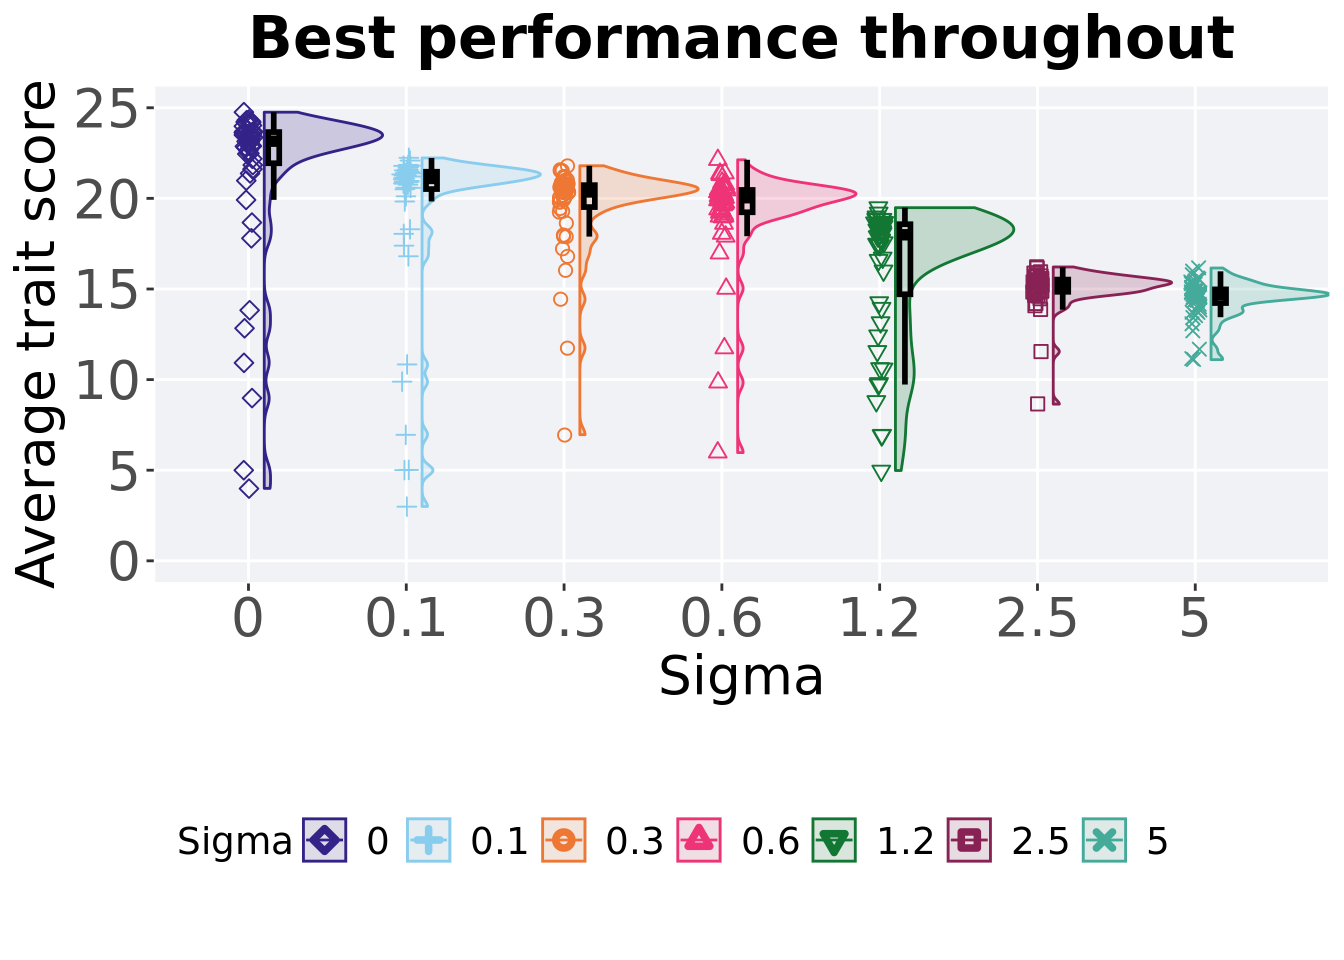 Best performance throughout
Average trait score
25
20
15
10
5
0
0 0.1 0.3 0.6 1.2 2.5 5
Sigma
Sigma 0 0.1 0.3 0.6 1.2 2.5 5